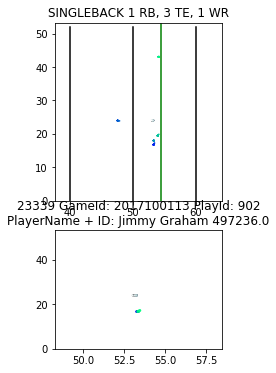 SINGLEBACK 1 RB, 3 TE, 1 WR
50
40
30
20
10
0
40 50 60
23339 GameId: 2017100113 PlayId: 902
PlayerName + ID: Jimmy Graham 497236.0
40
20
0
50.0 52.5 55.0 57.5